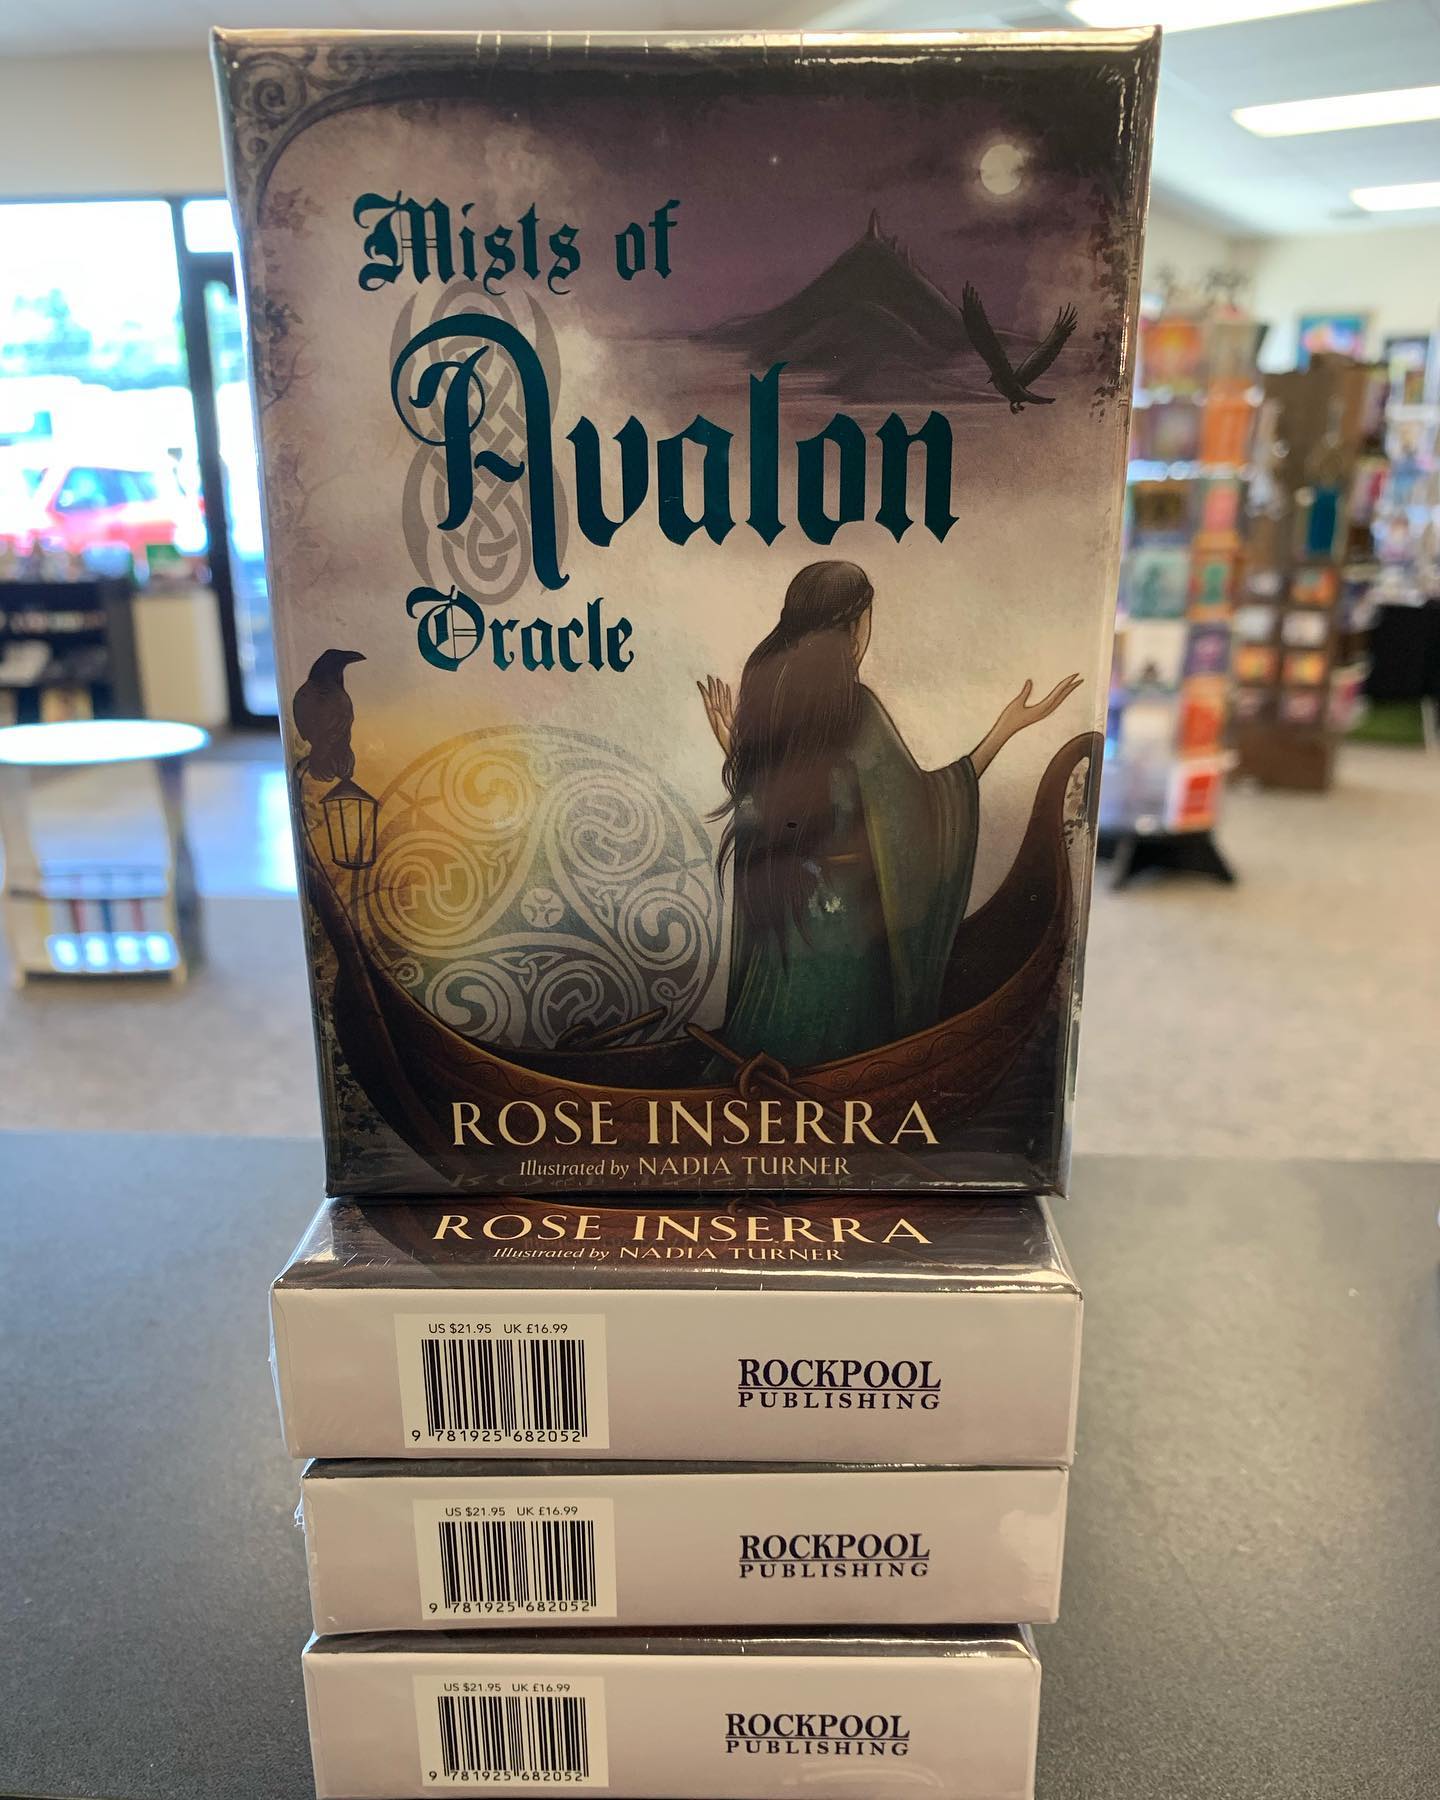 Mists of
Avalon
Oracle
ROSE INSERRA
Illustrated by NADIA TURNER
ROSE INSERRA
Illustrated by NADIA TURNER
US $21.95 UK £16.99
9 781925 682052
ROCKPOOL
PUBLISHING
US $21.95 UK £16.99
9 781925 682052
ROCKPOOL
PUBLISHING
US $21.95 UK £16.99
9 781925 682052
ROCKPOOL
PUBLISHING